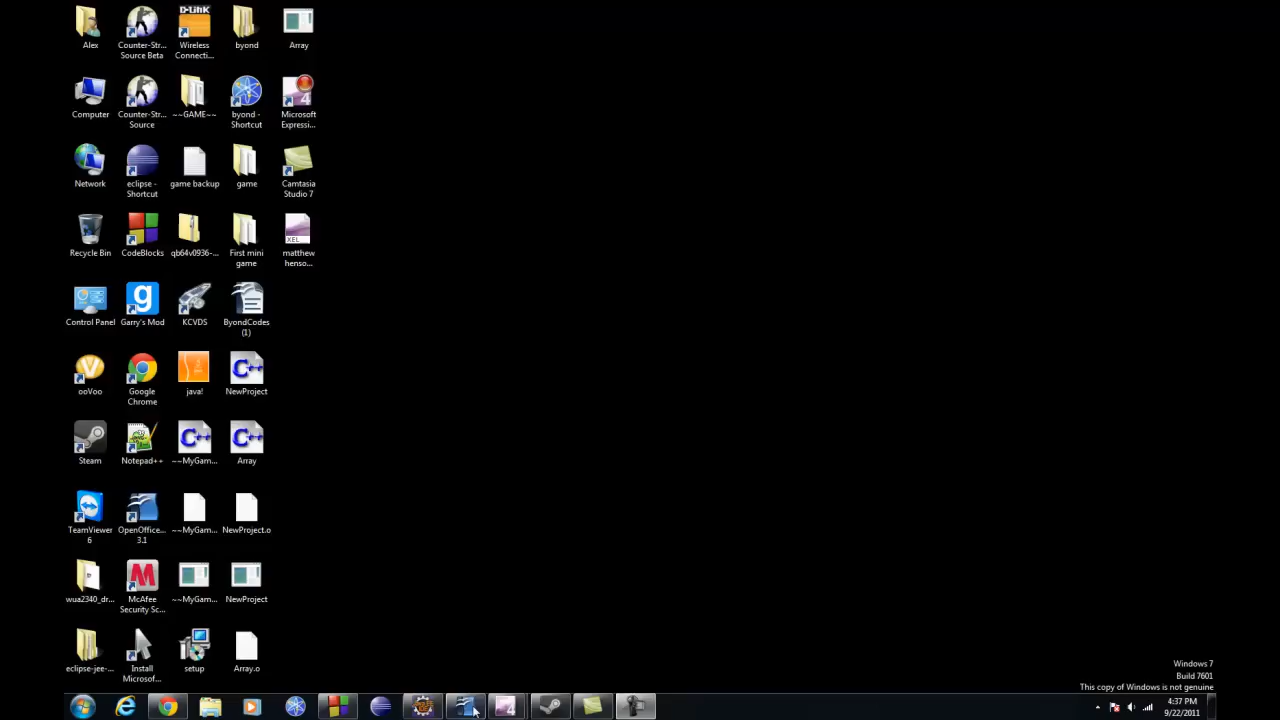 Alex
Counter-Str...
Source Beta
D-Link
Wireless
Connecti...
byond
Array
Computer
Counter-Str...
Source
~~GAME~~
byond -
Shortcut
4
Microsoft
Expressi...
Network
eclipse -
Shortcut
game backup
game
Camtasia
Studio 7
Recycle Bin
CodeBlocks
qb64v0936-...
First mini
game
XEL
matthew
henso...
Control Panel
g
Garry's Mod
KCVDS
ByondCodes
(1)
V
ooVoo
Google
Chrome
java!
C++
NewProject
Steam
Notepad++
C++
~~MyGam...
C++
Array
TeamViewer
6
OpenOffice...
3.1
~~MyGam...
NewProject.o
wua2340_dr...
M
McAfee
Security Sc...
~~MyGam...
NewProject
eclipse-jee-...
Install
Microsof...
setup
Array.o
Windows 7
Build 7601
This copy of Windows is not genuine
4:37 PM
9/22/2011